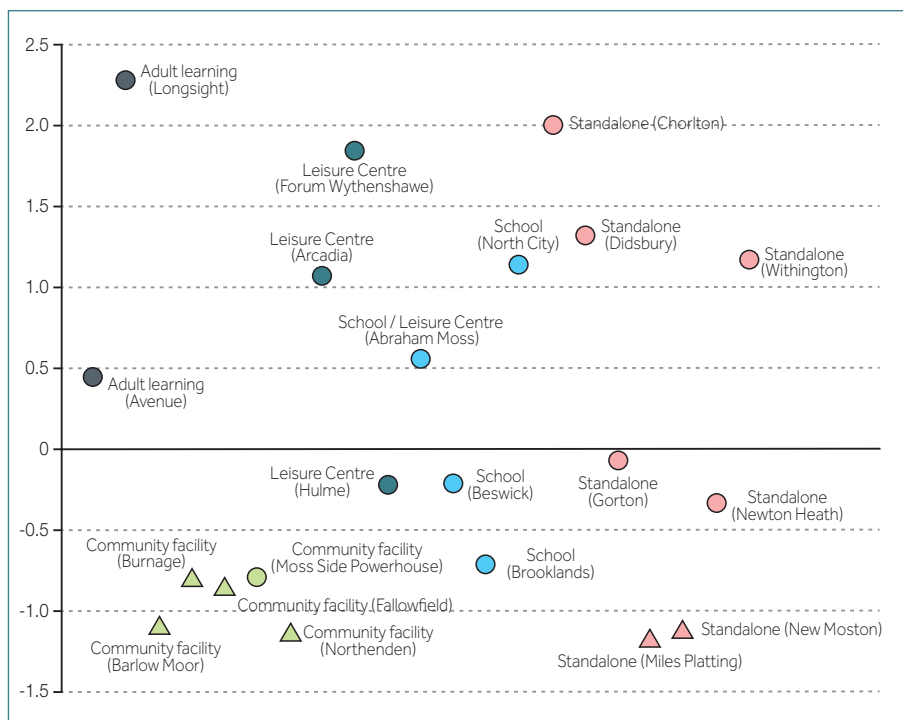 2.5
Adult learning
(Longsight)
2.0
Standalone (Chorlton)
Leisure Centre
(Forum Wythenshawe)
1.5
School
(North City)
Standalone
(Didsbury)
Standalone
(Withington)
Leisure Centre
(Arcadia)
1.0
School / Leisure Centre
(Abraham Moss)
0.5
Adult learning
(Avenue)
0
Leisure Centre
(Hulme)
School
(Beswick)
Standalone
(Gorton)
Standalone
(Newton Heath)
-0.5
Community facility
(Burnage)
Community facility
(Moss Side Powerhouse)
School
(Brooklands)
Community facility (Fallowfield)
-1.0
Community facility
(Barlow Moor)
Community facility
(Northenden)
Standalone (New Moston)
Standalone (Miles Platting)
-1.5